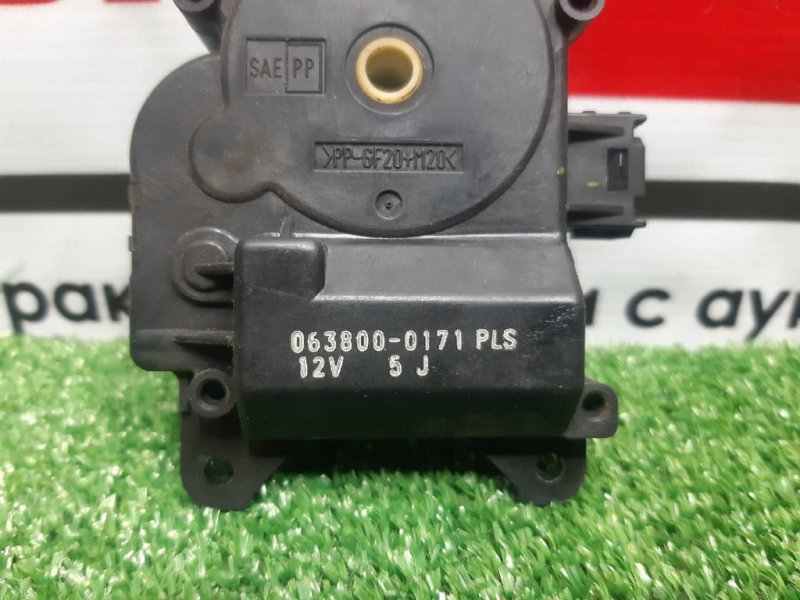 SAE PP
>PP-GF20+M20<
рак
и с аук
063800-0171 PLS
12V 5 J